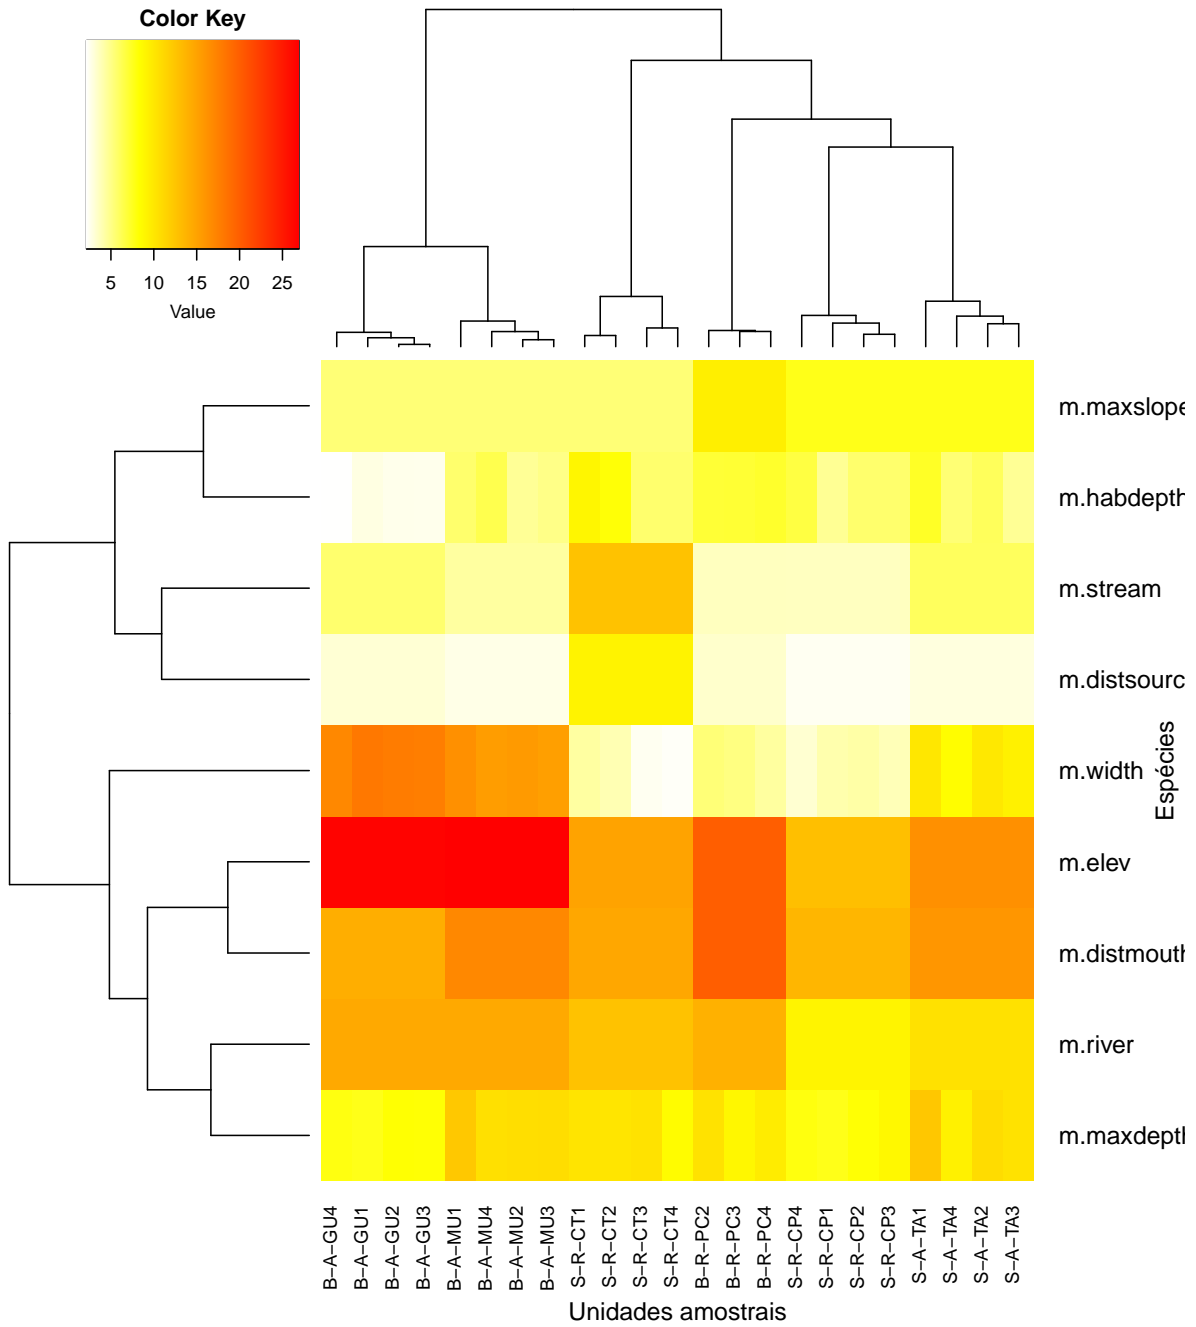 Color Key
5 10 15 20 25
Value
m.maxslope
m.habdepth
m.stream
m.distsourc
m.width
m.elev
m.distmouth
m.river
m.maxdepth
Espécies
B−A−GU4
B−A−GU1
B−A−GU2
B−A−GU3
B−A−MU1
B−A−MU4
B−A−MU2
B−A−MU3
S−R−CT1
S−R−CT2
S−R−CT3
S−R−CT4
B−R−PC2
B−R−PC3
B−R−PC4
S−R−CP4
S−R−CP1
S−R−CP2
S−R−CP3
S−A−TA1
S−A−TA4
S−A−TA2
S−A−TA3
Unidades amostrais